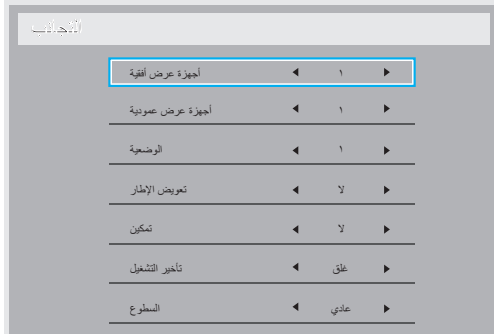 التجانب
أجهزة عرض أفقية ١
أجهزة عرض عمودية ١
الوضعية ١
تعويض الإطار لا
تمكين لا
تأخير التشغيل غلق
السطوع عادي